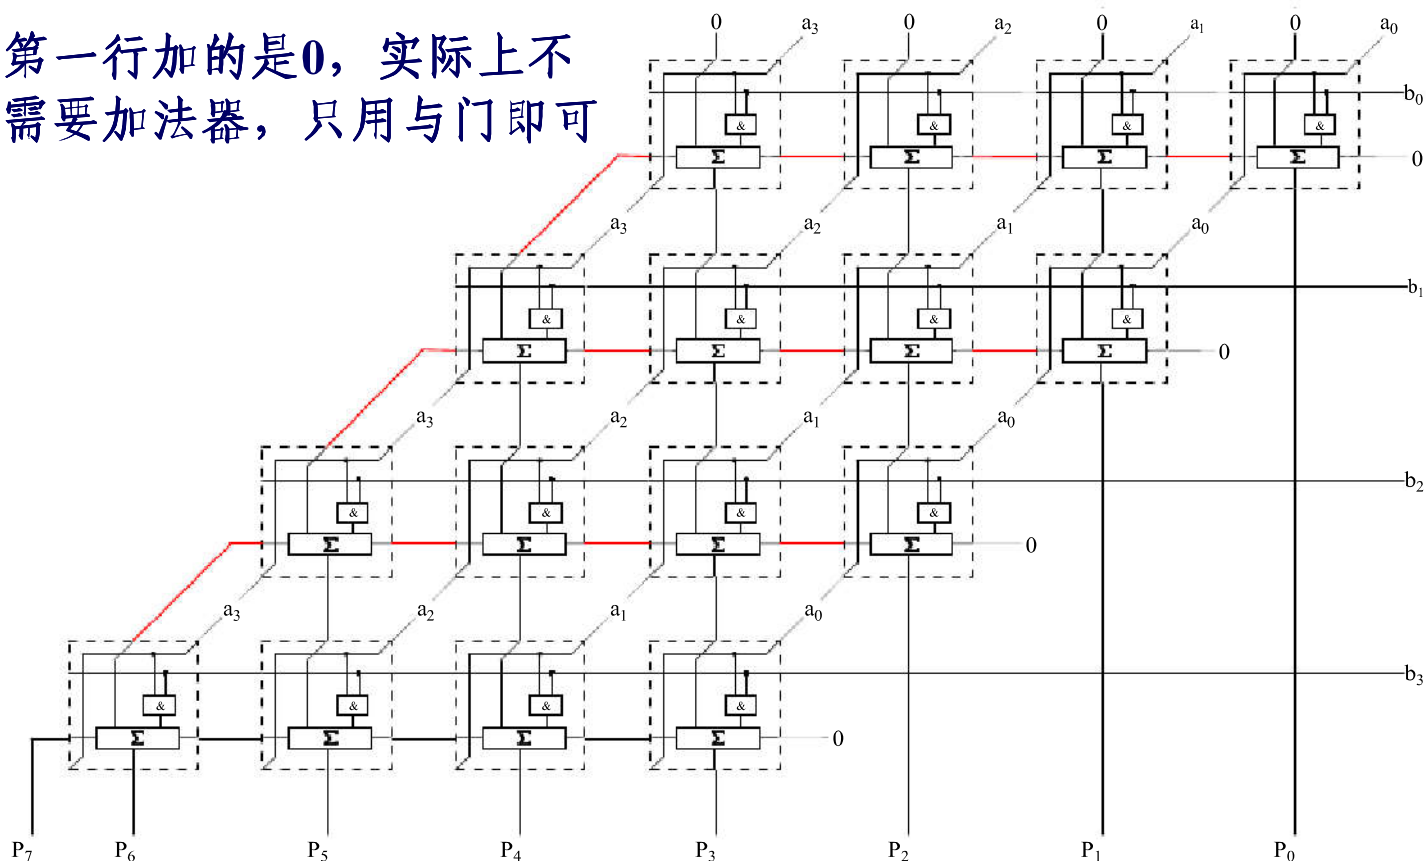 0 a₃ 0 a₂ 0 a₁ 0 a₀
第一行加的是0，实际上不
需要加法器，只用与门即可
b₀
& & & &
Σ Σ Σ Σ 0
a₃ a₂ a₁ a₀
b₁
& & & &
Σ Σ Σ Σ 0
a₃ a₂ a₁ a₀
b₂
& & & &
Σ Σ Σ Σ 0
a₃ a₂ a₁ a₀
b₃
& & & &
Σ Σ Σ Σ 0
P₇ P₆ P₅ P₄ P₃ P₂ P₁ P₀